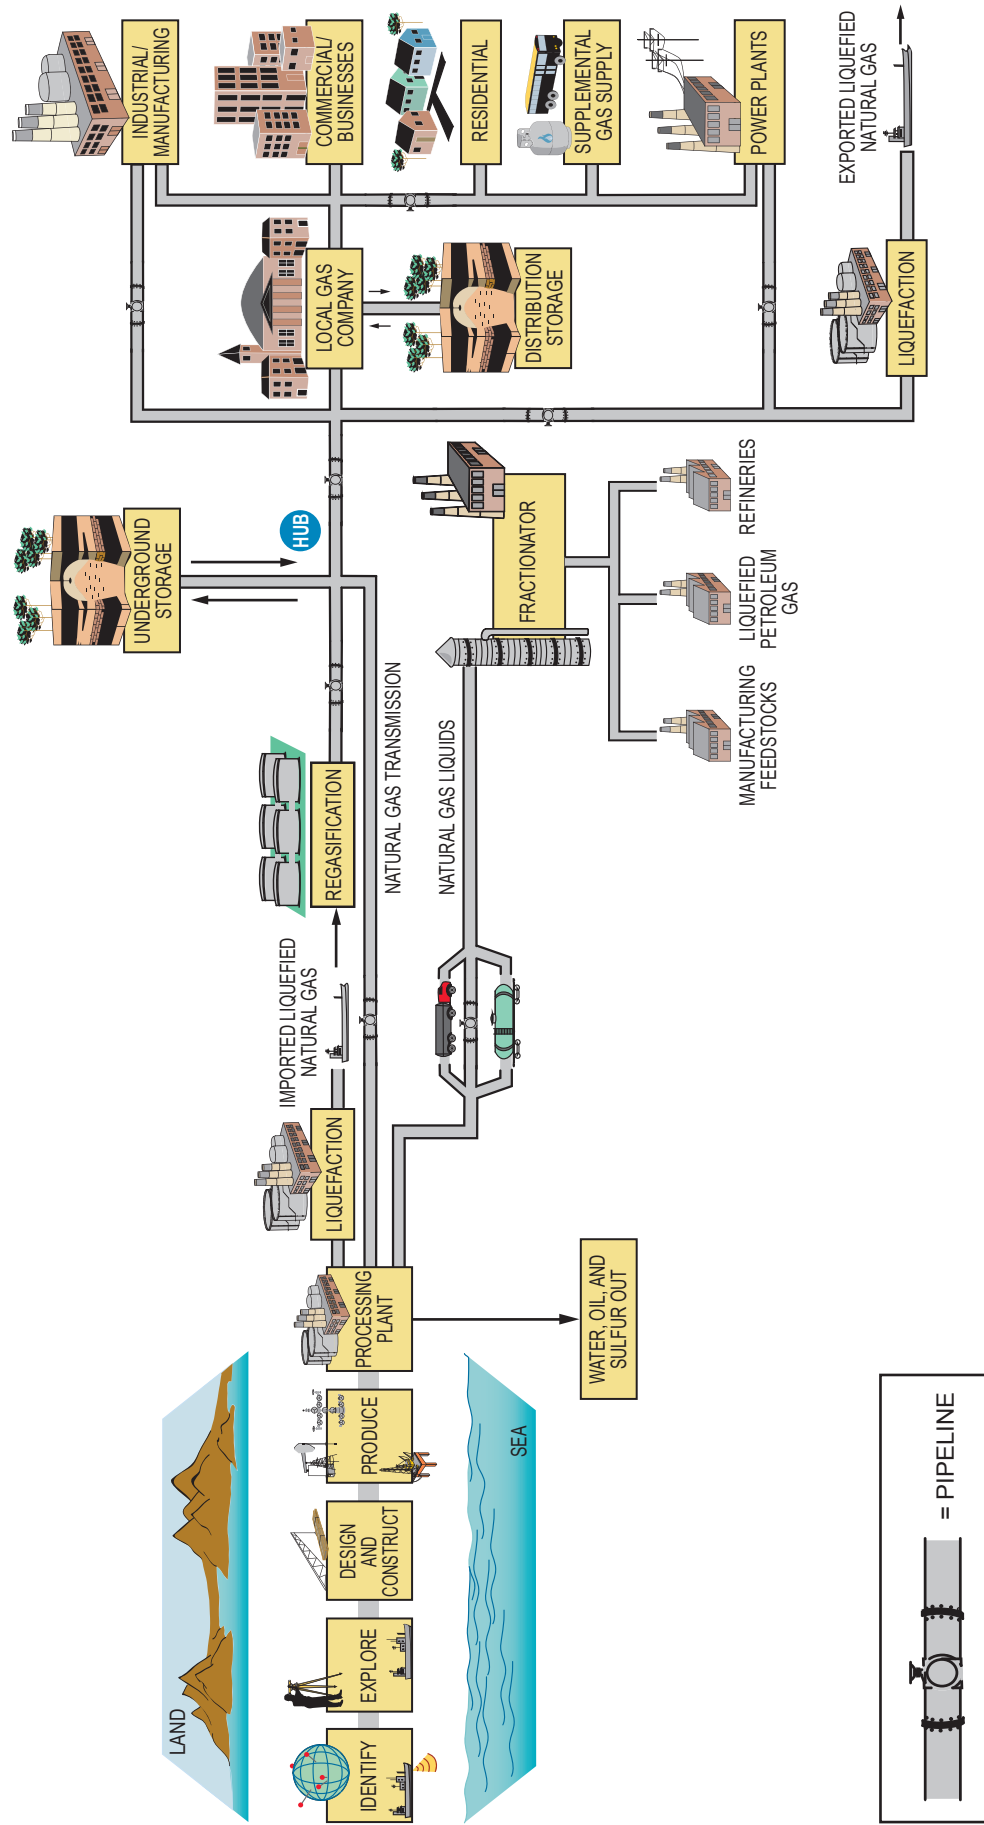 LAND
SEA
IDENTIFY
EXPLORE
DESIGN
AND
CONSTRUCT
PRODUCE
PROCESSING
PLANT
WATER, OIL, AND
SULFUR OUT
LIQUEFACTION
IMPORTED LIQUEFIED
NATURAL GAS
REGASIFICATION
NATURAL GAS TRANSMISSION
NATURAL GAS LIQUIDS
UNDERGROUND
STORAGE
HUB
FRACTIONATOR
MANUFACTURING
FEEDSTOCKS
LIQUEFIED
PETROLEUM
GAS
REFINERIES
LOCAL GAS
COMPANY
DISTRIBUTION
STORAGE
LIQUEFACTION
EXPORTED LIQUEFIED
NATURAL GAS
INDUSTRIAL/
MANUFACTURING
COMMERCIAL/
BUSINESSES
RESIDENTIAL
SUPPLEMENTAL
GAS SUPPLY
POWER PLANTS
= PIPELINE